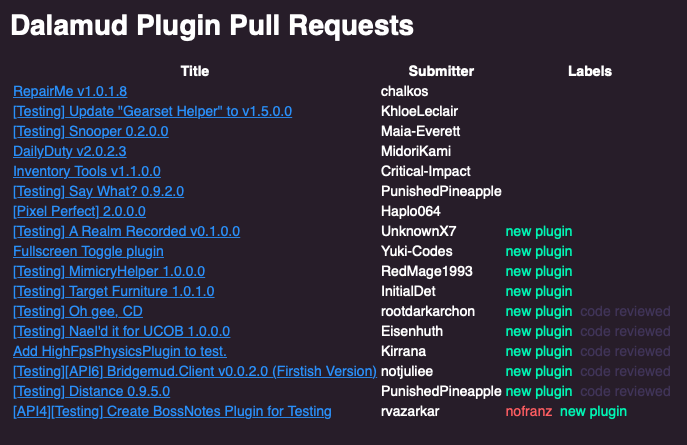 Dalamud Plugin Pull Requests
Title Submitter Labels
RepairMe v1.0.1.8 chalkos
[Testing] Update "Gearset Helper" to v1.5.0.0 KhloeLeclair
[Testing] Snooper 0.2.0.0 Maia-Everett
DailyDuty v2.0.2.3 MidoriKami
Inventory Tools v1.1.0.0 Critical-Impact
[Testing] Say What? 0.9.2.0 PunishedPineapple
[Pixel Perfect] 2.0.0.0 Haplo064
[Testing] A Realm Recorded v0.1.0.0 UnknownX7 new plugin
Fullscreen Toggle plugin Yuki-Codes new plugin
[Testing] MimicryHelper 1.0.0.0 RedMage1993 new plugin
[Testing] Target Furniture 1.0.1.0 InitialDet new plugin
[Testing] Oh gee, CD rootdarkarchon new plugin code reviewed
[Testing] Nael'd it for UCOB 1.0.0.0 Eisenhuth new plugin code reviewed
Add HighFpsPhysicsPlugin to test. Kirrana new plugin code reviewed
[Testing][API6] Bridgemud.Client v0.0.2.0 (Firstish Version) notjuliee new plugin code reviewed
[Testing] Distance 0.9.5.0 PunishedPineapple new plugin code reviewed
[API4][Testing] Create BossNotes Plugin for Testing rvazarkar nofranz new plugin